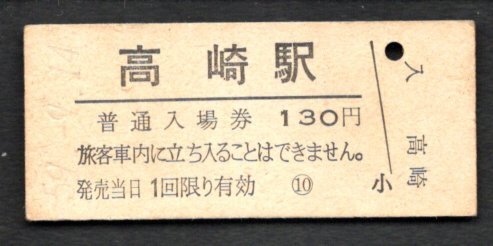 高崎駅
普通入場券 130円
旅客車内に立ち入ることはできません。
発売当日1回限り有効 ⑩
小
入 高崎